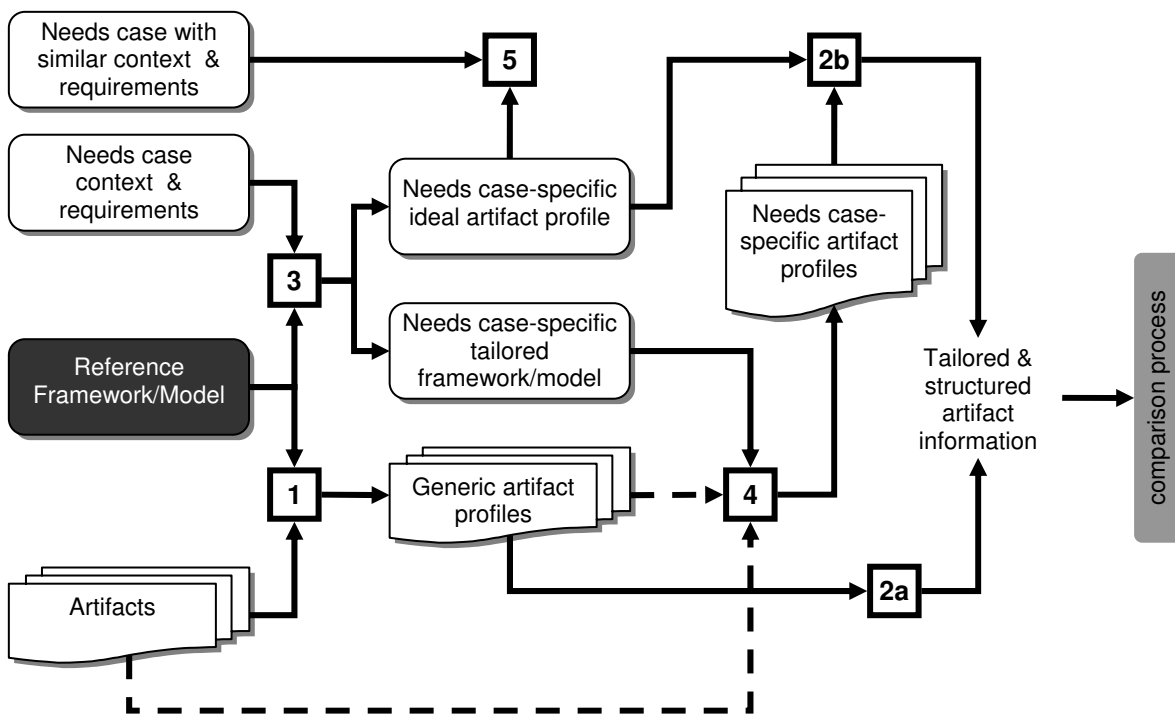 Needs case with
similar context & 
requirements
5
2b
Needs case
context &
requirements
Needs case-specific
ideal artifact profile
Needs case-
specific artifact
profiles
3
Reference
Framework/Model
Needs case-specific
tailored
framework/model
Tailored &
structured
artifact
information
comparison process
1
Generic artifact
profiles
4
Artifacts
2a